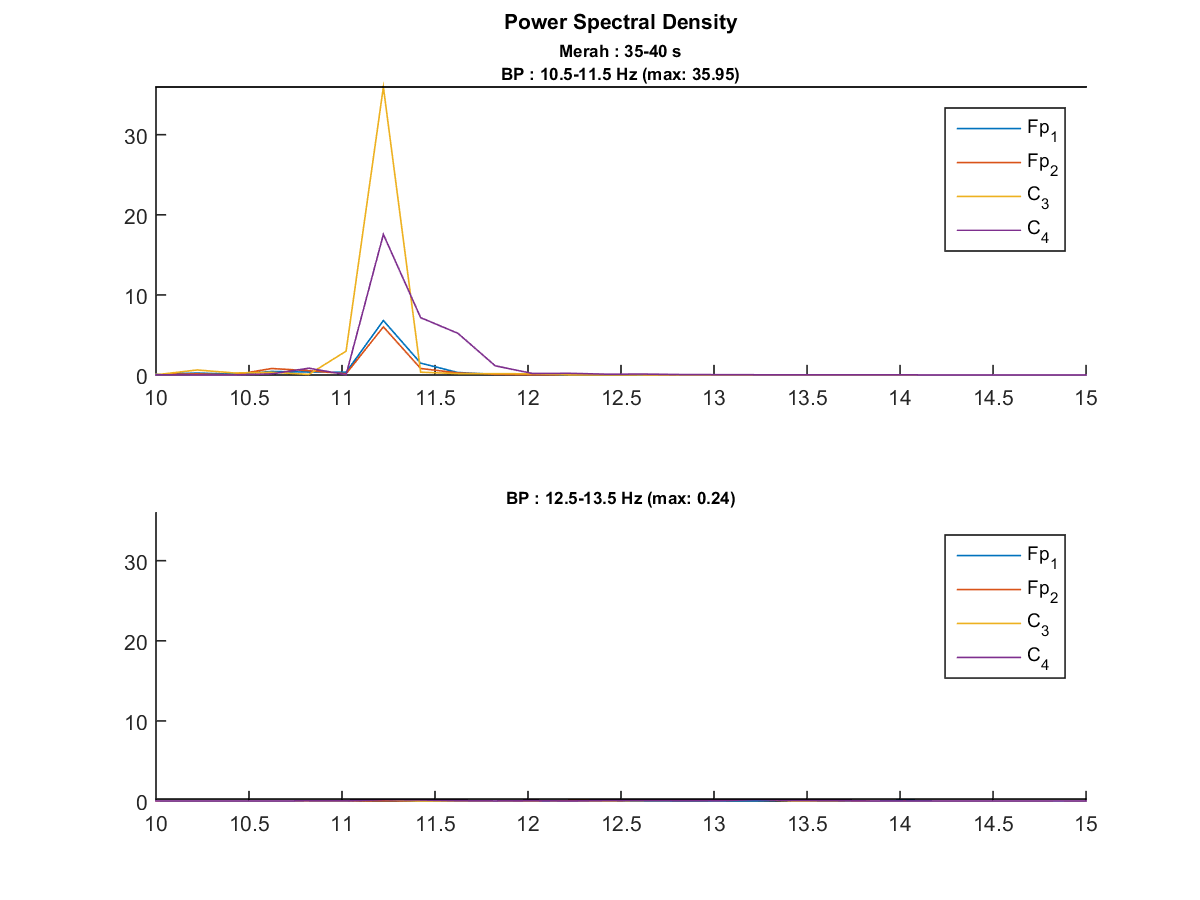 Power Spectral Density
Merah : 35-40 s
BP : 10.5-11.5 Hz (max: 35.95)
30
20
10
0
10 10.5 11 11.5 12 12.5 13 13.5 14 14.5 15
Fp1
Fp2
C3
C4
BP : 12.5-13.5 Hz (max: 0.24)
30
20
10
0
10 10.5 11 11.5 12 12.5 13 13.5 14 14.5 15
Fp1
Fp2
C3
C4